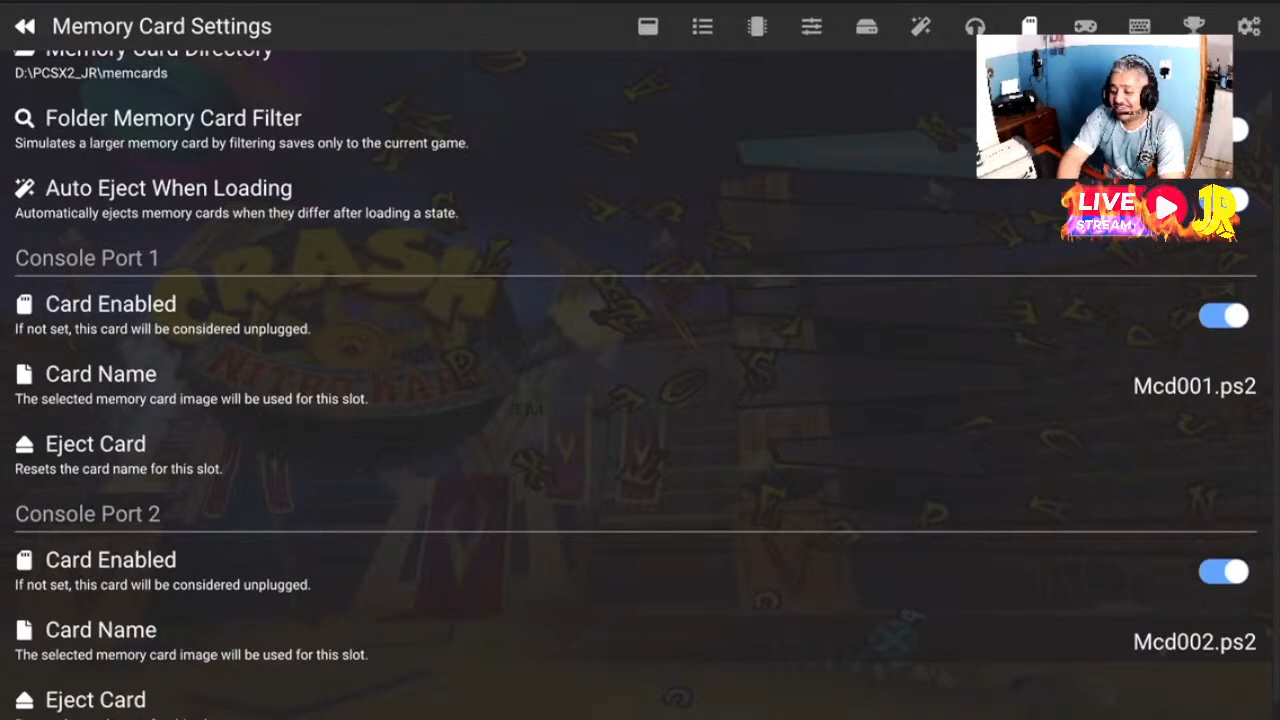 Memory Card Settings
Memory Card Directory
D:\PCSX2_JR\memcards
Folder Memory Card Filter
Simulates a larger memory card by filtering saves only to the current game.
Auto Eject When Loading
Automatically ejects memory cards when they differ after loading a state.
LIVE
STREAM
JR
Console Port 1
Card Enabled
If not set, this card will be considered unplugged.
Card Name
Mcd001.ps2
The selected memory card image will be used for this slot.
Eject Card
Resets the card name for this slot.
Console Port 2
Card Enabled
If not set, this card will be considered unplugged.
Card Name
Mcd002.ps2
The selected memory card image will be used for this slot.
Eject Card
CRASH
NITRO KART
TM